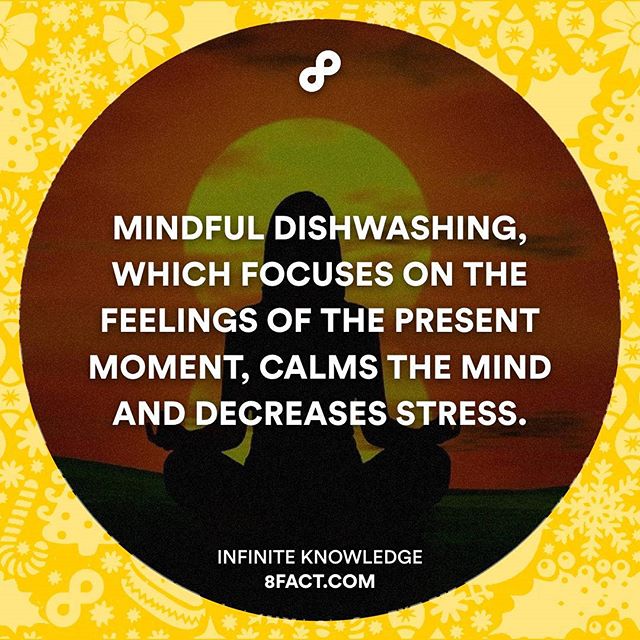 MINDFUL DISHWASHING,
WHICH FOCUSES ON THE
FEELINGS OF THE PRESENT
MOMENT, CALMS THE MIND
AND DECREASES STRESS.
INFINITE KNOWLEDGE
8FACT.COM